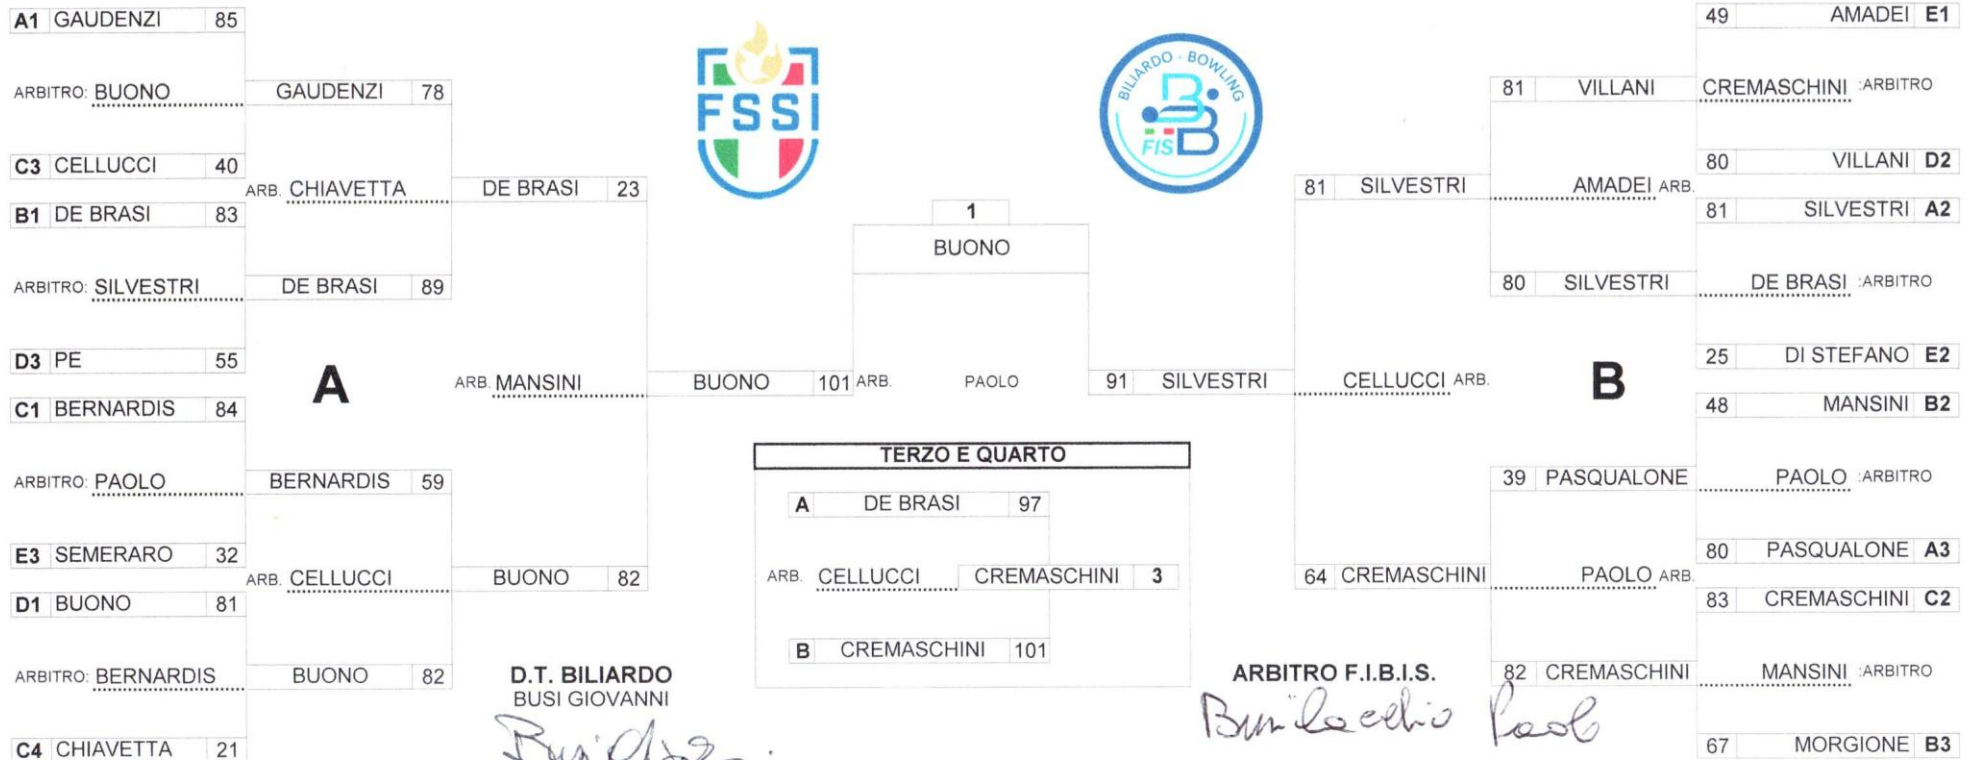 A1 GAUDENZI 85
ARBITRO: BUONO
C3 CELLUCCI 40
B1 DE BRASI 83
ARBITRO: SILVESTRI
D3 PE 55
C1 BERNARDIS 84
ARBITRO: PAOLO
E3 SEMERARO 32
D1 BUONO 81
ARBITRO: BERNARDIS
C4 CHIAVETTA 21
GAUDENZI 78
ARB. CHIAVETTA
DE BRASI 89
A
BERNARDIS 59
ARB. CELLUCCI
BUONO 82
DE BRASI 23
ARB. MANSINI
BUONO 82
FSSI
BILIARDO - BOWLING
FIS
BB
1
BUONO
BUONO 101
ARB. PAOLO
91 SILVESTRI
TERZO E QUARTO
A DE BRASI 97
ARB. CELLUCCI
CREMASCHINI 3
B CREMASCHINI 101
D.T. BILIARDO
BUSI GIOVANNI
ARBITRO F.I.B.I.S.
Paolo
81 SILVESTRI
CELLUCCI ARB.
64 CREMASCHINI
81 VILLANI
AMADEI ARB.
80 SILVESTRI
B
39 PASQUALONE
PAOLO ARB.
82 CREMASCHINI
49 AMADEI E1
CREMASCHINI :ARBITRO
80 VILLANI D2
81 SILVESTRI A2
DE BRASI :ARBITRO
25 DI STEFANO E2
48 MANSINI B2
PAOLO :ARBITRO
80 PASQUALONE A3
83 CREMASCHINI C2
MANSINI :ARBITRO
67 MORGIONE B3